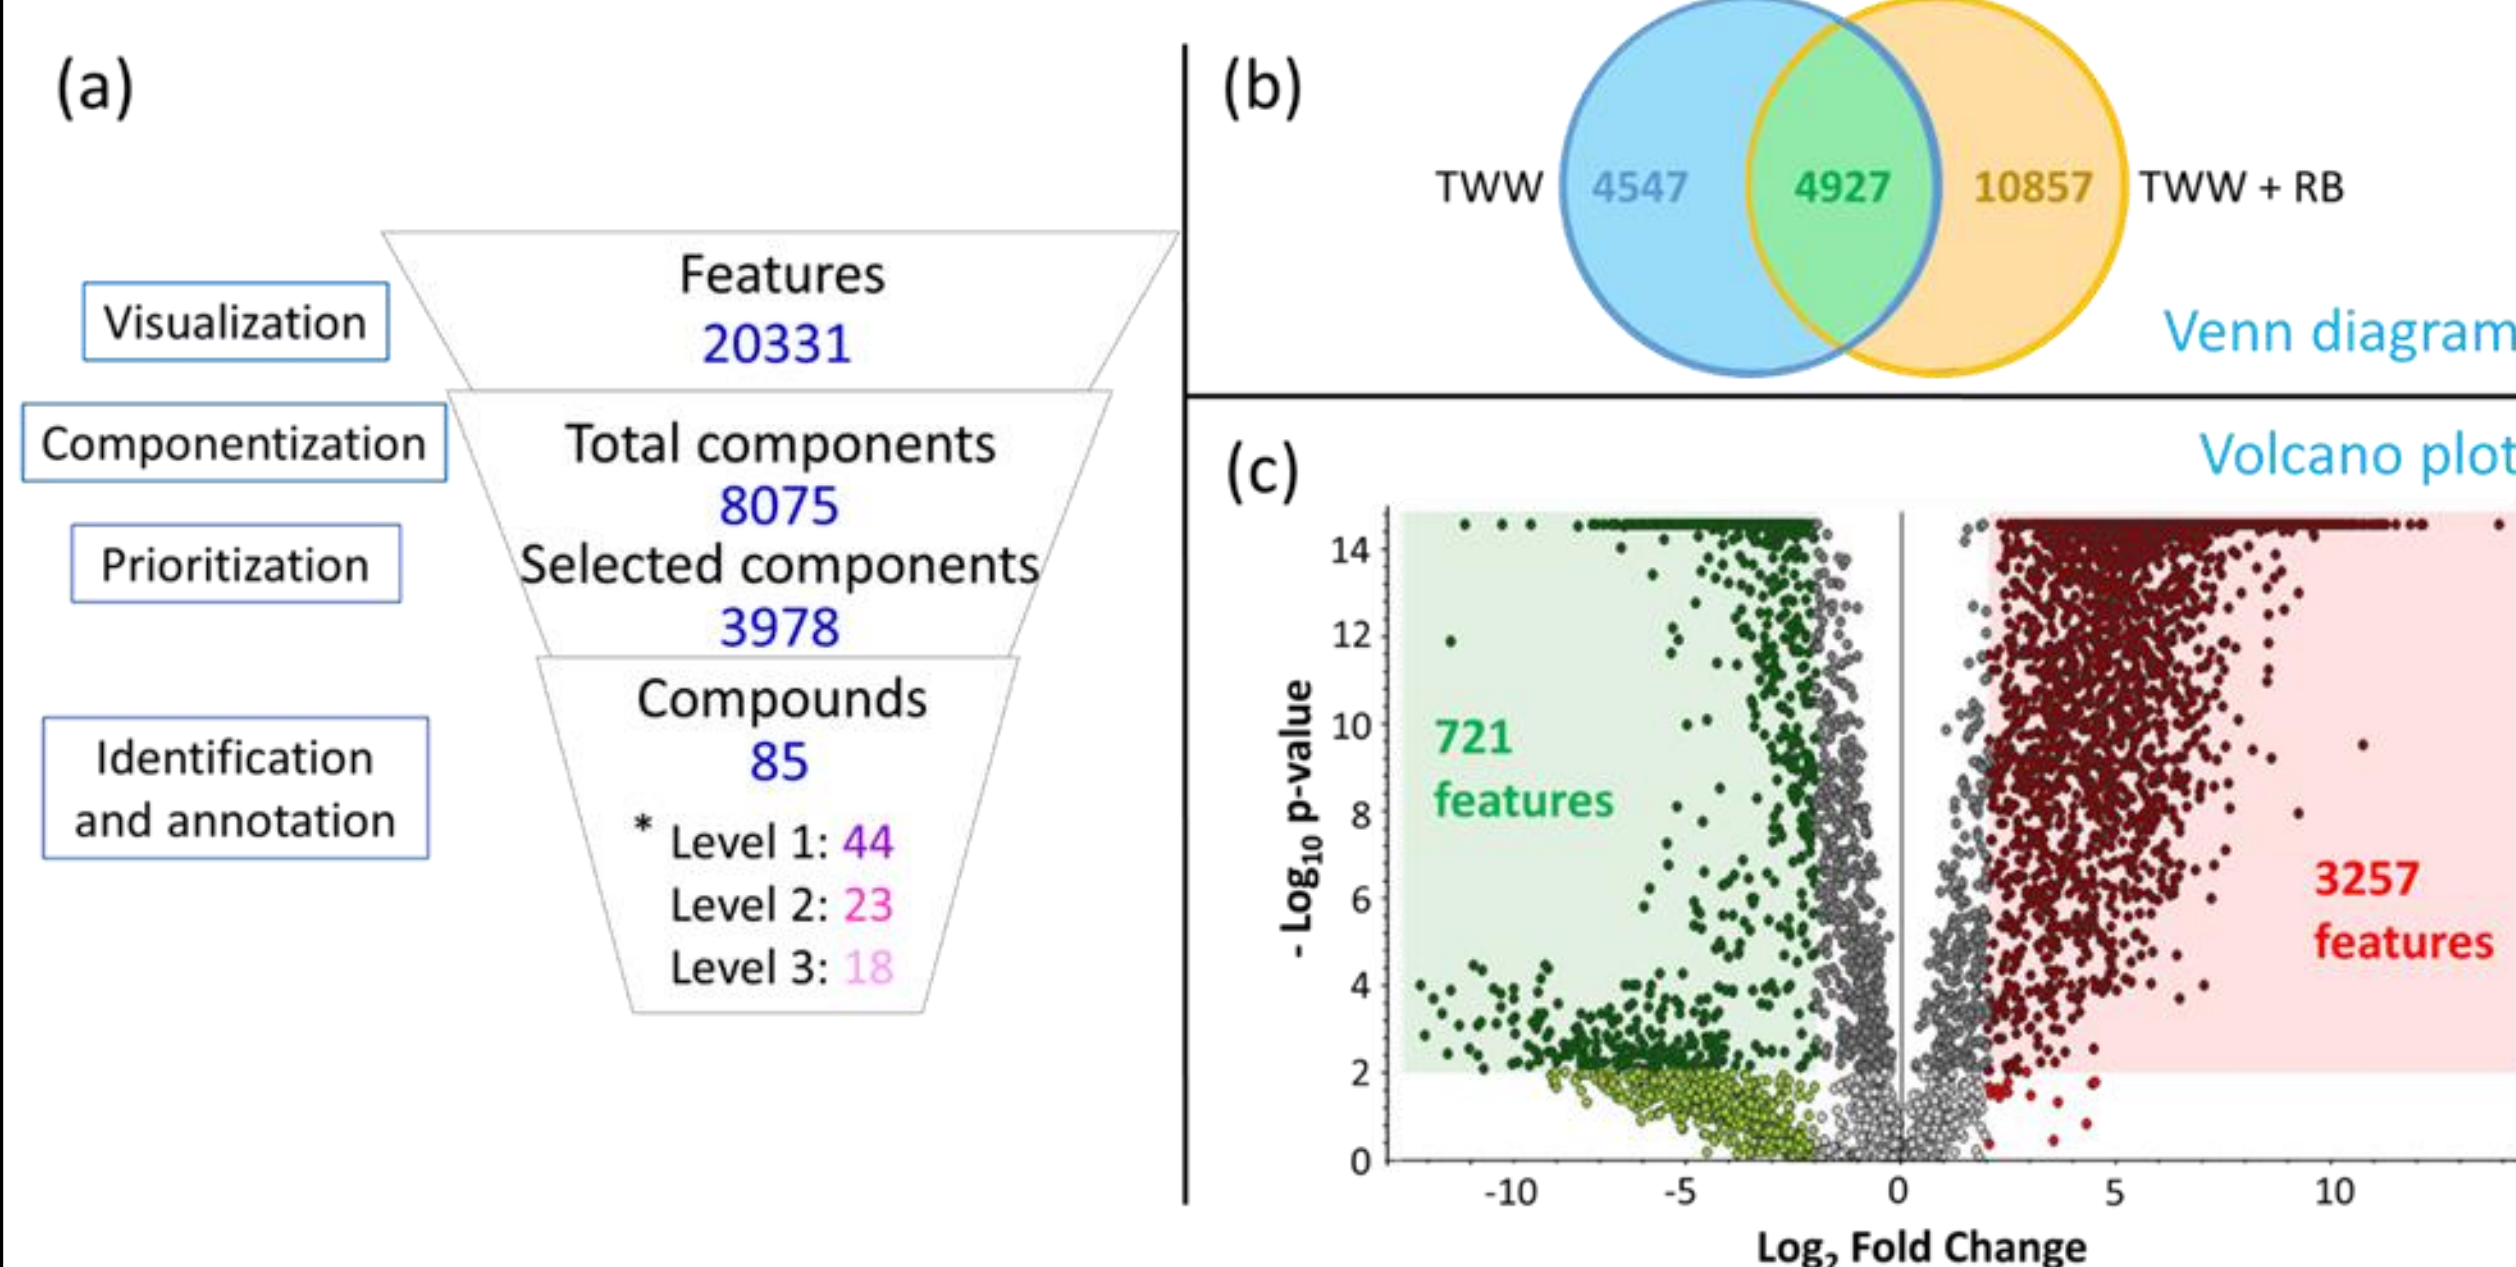 (a)
Visualization
Componentization
Prioritization
Identification
and annotation
Features
20331
Total components
8075
Selected components
3978
Compounds
85
* Level 1: 44
Level 2: 23
Level 3: 18
(b)
TWW 4547 4927 10857 TWW + RB
Venn diagram
(c)
Volcano plot
- Log₁₀ p-value
14
12
10
8
6
4
2
0
721
features
3257
features
-10 -5 0 5 10
Log₂ Fold Change